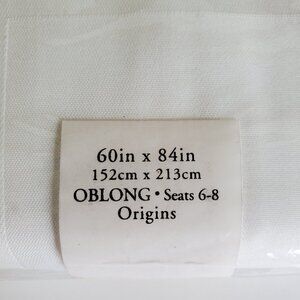 60in x 84in
152cm x 213cm
OBLONG • Seats 6-8
Origins